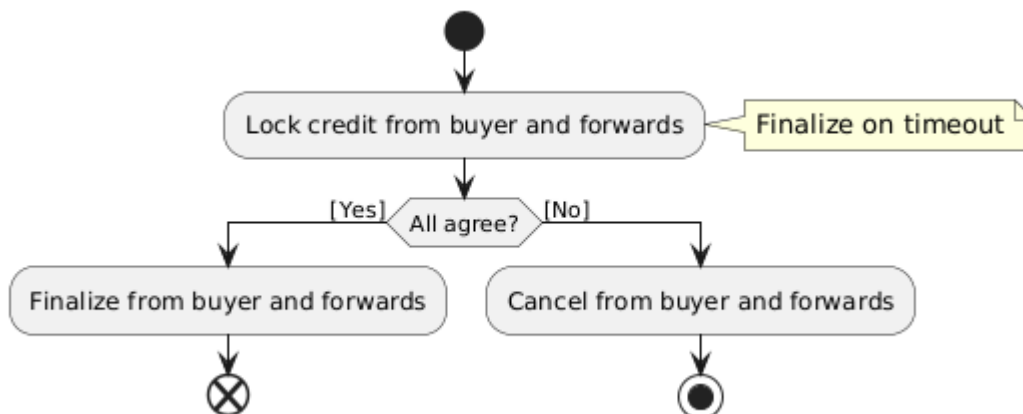 Lock credit from buyer and forwards
Finalize on timeout
[Yes]
All agree?
[No]
Finalize from buyer and forwards
Cancel from buyer and forwards